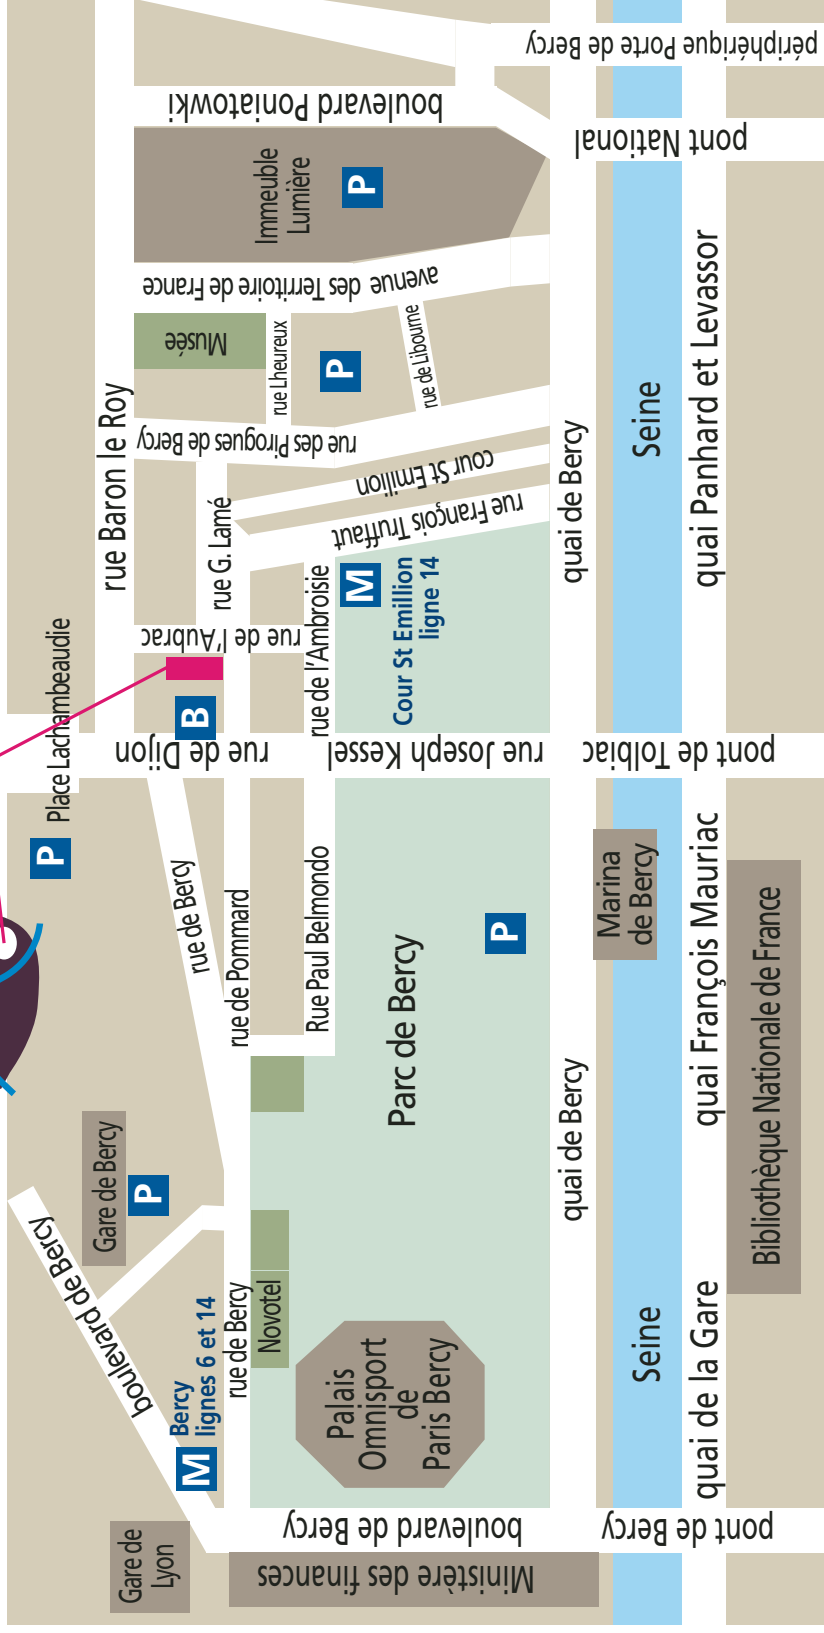 périphérique Porte de Bercy
boulevard Poniatowki
pont National
Immeuble
Lumière
P
avenue des Territoire de France
Musée
rue Lheureux
P
rue de Libourne
rue Baron le Roy
rue des Pirogues de Bercy
cour St Emilion
rue François Truffaut
rue G. Lamé
quai de Bercy
Seine
quai Panhard et Levassor
rue de l'Aubrac
rue de l'Ambroisie
M
Cour St Emillion
ligne 14
B
Place Lachambeaudie
P
rue de Dijon
rue Joseph Kessel
pont de Tolbiac
rue de Bercy
rue de Pommard
Rue Paul Belmondo
Parc de Bercy
P
Marina
de Bercy
quai François Mauriac
Bibliothèque Nationale de France
quai de Bercy
Gare de Bercy
P
boulevard de Bercy
M
Bercy
lignes 6 et 14
rue de Bercy
Novotel
Palais
Omnisport
de
Paris Bercy
Seine
quai de la Gare
Gare de
Lyon
boulevard de Bercy
pont de Bercy
Ministère des finances